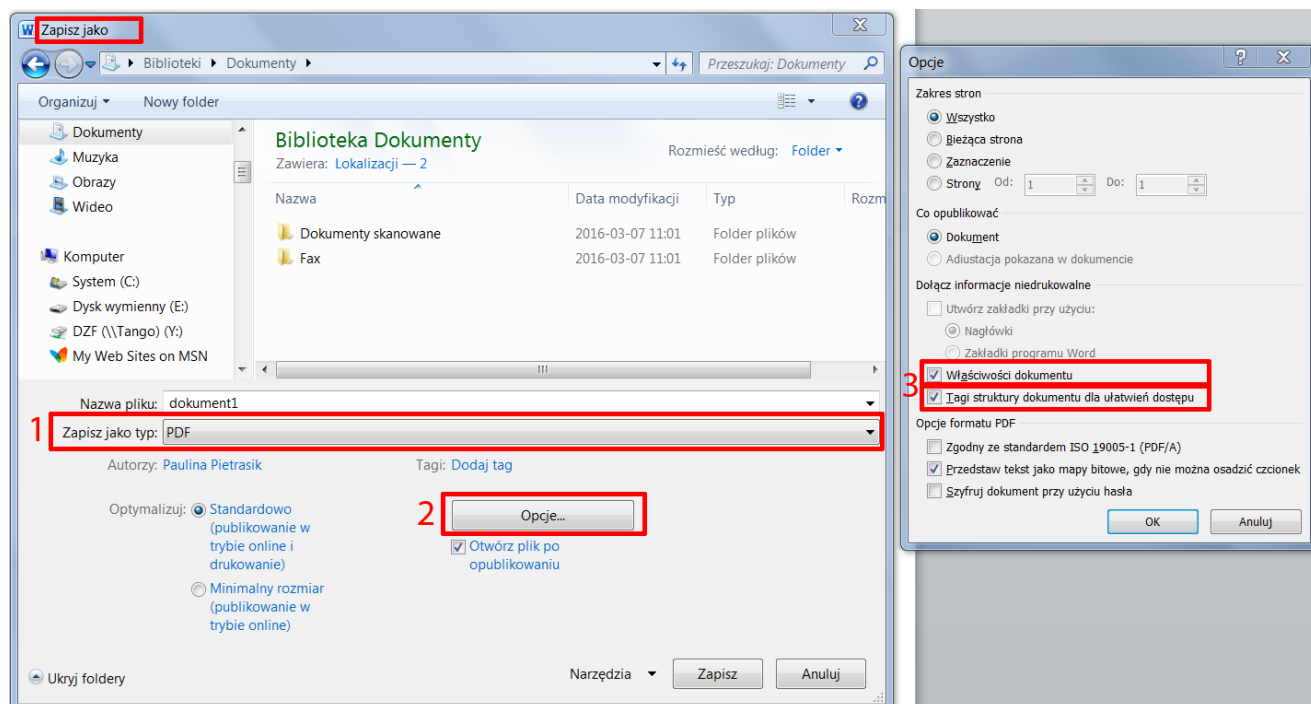 Zapisz jako
Biblioteki Dokumenty
Przeszukaj: Dokumenty
Organizuj Nowy folder
Dokumenty
Muzyka
Obrazy
Wideo
Komputer
System (C:)
Dysk wymienny (E:)
DZF (\\Tango) (Y:)
My Web Sites on MSN
Biblioteka Dokumenty
Zawiera: Lokalizacji — 2
Rozmieść według: Folder
Nazwa Data modyfikacji Typ Rozm
Dokumenty skanowane 2016-03-07 11:01 Folder plików
Fax 2016-03-07 11:01 Folder plików
Nazwa pliku: dokument1
1 Zapisz jako typ: PDF
Autorzy: Paulina Pietrasik Tagi: Dodaj tag
Optymalizuj: Standardowo
(publikowanie w
trybie online i
drukowanie)
Minimalny rozmiar
(publikowanie w
trybie online)
2 Opcje...
Otwórz plik po
opublikowaniu
Ukryj foldery
Narzędzia Zapisz Anuluj
Opcje
Zakres stron
Wszystko
Bieżąca strona
Zaznaczenie
Strony Od: 1 Do: 1
Co opublikować
Dokument
Adiustacja pokazana w dokumencie
Dołącz informacje niedrukowalne
Utwórz zakładki przy użyciu:
Nagłówki
Zakładki programu Word
3
Właściwości dokumentu
Tagi struktury dokumentu dla ułatwień dostępu
Opcje formatu PDF
Zgodny ze standardem ISO 19005-1 (PDF/A)
Przedstaw tekst jako mapy bitowe, gdy nie można osadzić czcionek
Szyfruj dokument przy użyciu hasła
OK Anuluj